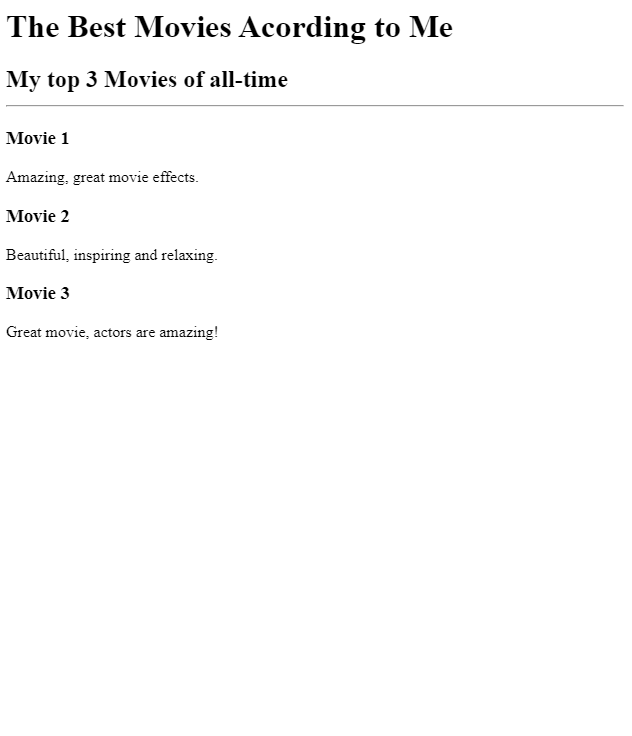 The Best Movies Acording to Me
My top 3 Movies of all-time
Movie 1
Amazing, great movie effects.
Movie 2
Beautiful, inspiring and relaxing.
Movie 3
Great movie, actors are amazing!